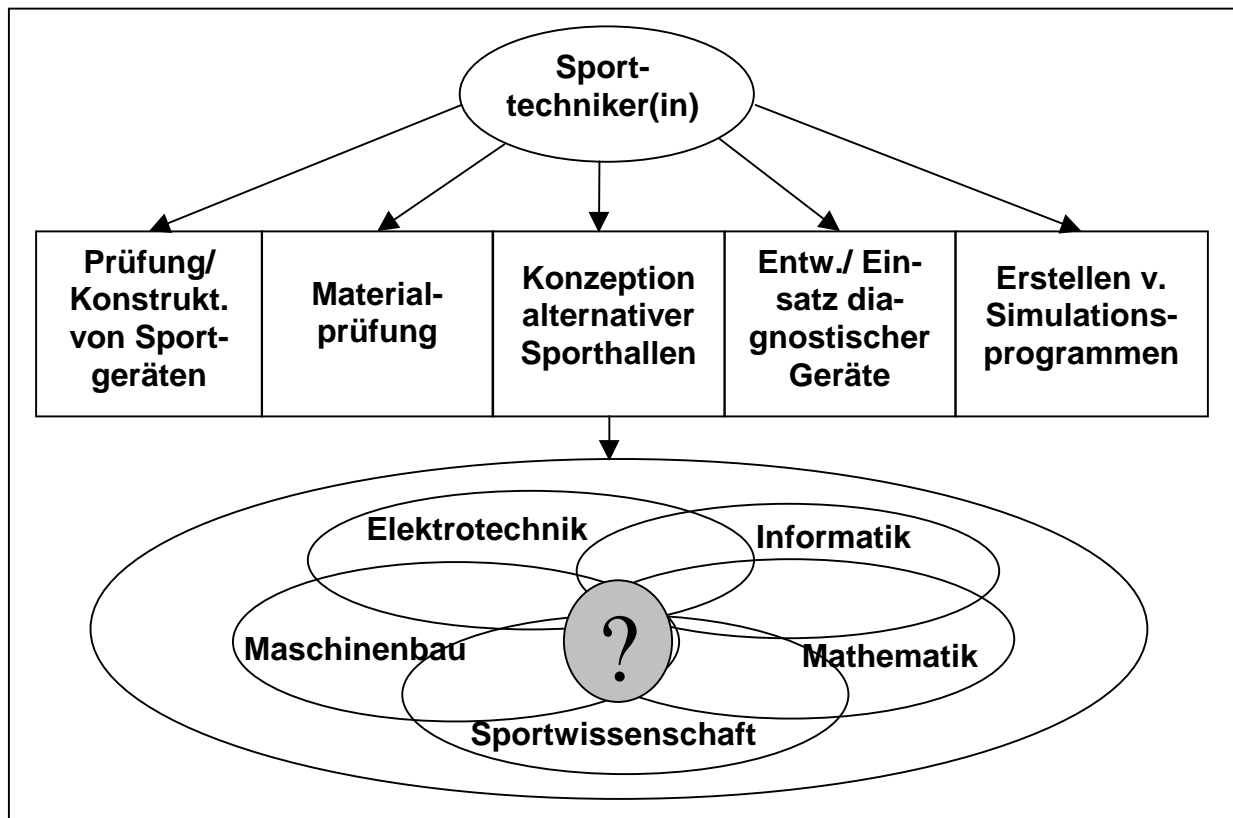 Sport-
techniker(in)
Prüfung/
Konstrukt.
von Sport-
geräten
Material-
prüfung
Konzeption
alternativer
Sporthallen
Entw./ Ein-
satz dia-
gnostischer
Geräte
Erstellen v.
Simulations-
programmen
Elektrotechnik
Informatik
?
Maschinenbau
Mathematik
Sportwissenschaft